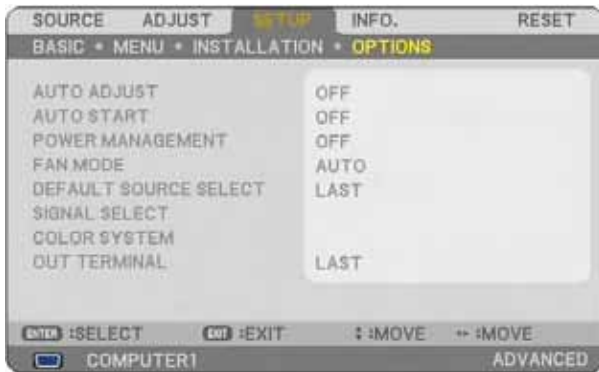 SOURCE ADJUST SETUP INFO. RESET
BASIC • MENU • INSTALLATION • OPTIONS
AUTO ADJUST OFF
AUTO START OFF
POWER MANAGEMENT OFF
FAN MODE AUTO
DEFAULT SOURCE SELECT LAST
SIGNAL SELECT
COLOR SYSTEM
OUT TERMINAL LAST
ENTER :SELECT EXIT :EXIT ↕ :MOVE ↔ :MOVE
COMPUTER1 ADVANCED